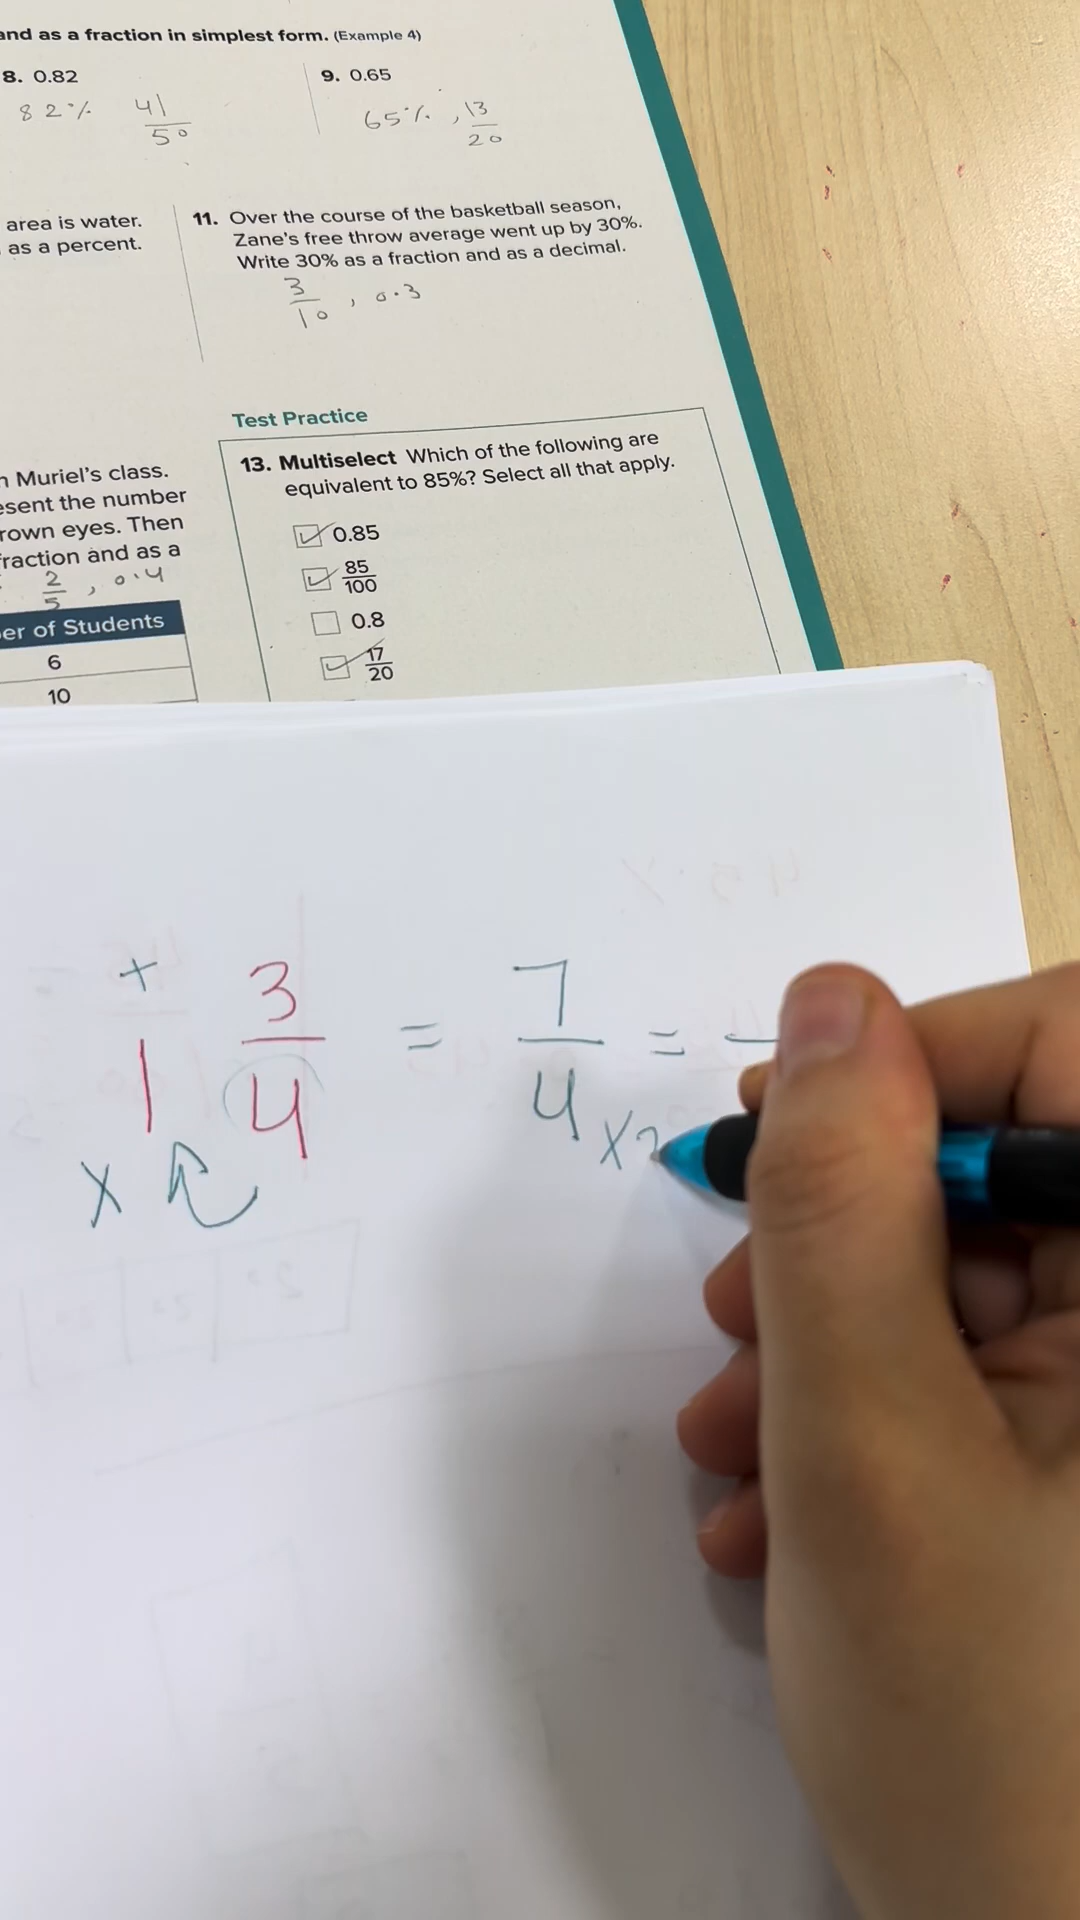 and as a fraction in simplest form. (Example 4)
8. 0.82
82% 41/50
9. 0.65
65%, 13/20
area is water.
as a percent.
11. Over the course of the basketball season,
Zane's free throw average went up by 30%.
Write 30% as a fraction and as a decimal.
3/10, 0.3
Muriel's class.
the number
eyes. Then
fraction and as a
2/5, 0.4
of Students
6
10
Test Practice
13. Multiselect Which of the following are
equivalent to 85%? Select all that apply.
0.85
85/100
0.8
17/20
+
1 3/4 = 7/4 =
x
x2